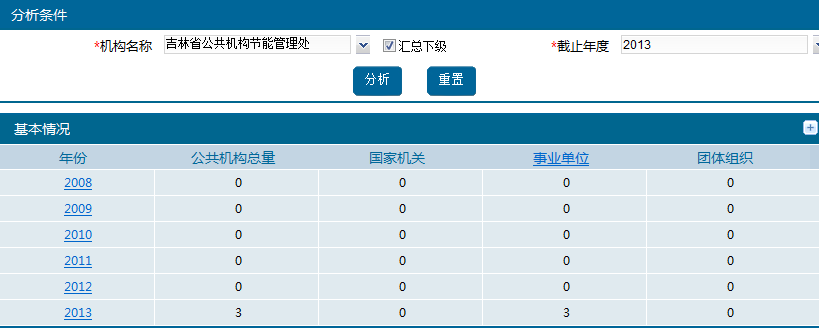 分析条件
*机构名称 吉林省公共机构节能管理处 汇总下级 *截止年度 2013
分析 重置
基本情况
年份 公共机构总量 国家机关 事业单位 团体组织
2008 0 0 0 0
2009 0 0 0 0
2010 0 0 0 0
2011 0 0 0 0
2012 0 0 0 0
2013 3 0 3 0